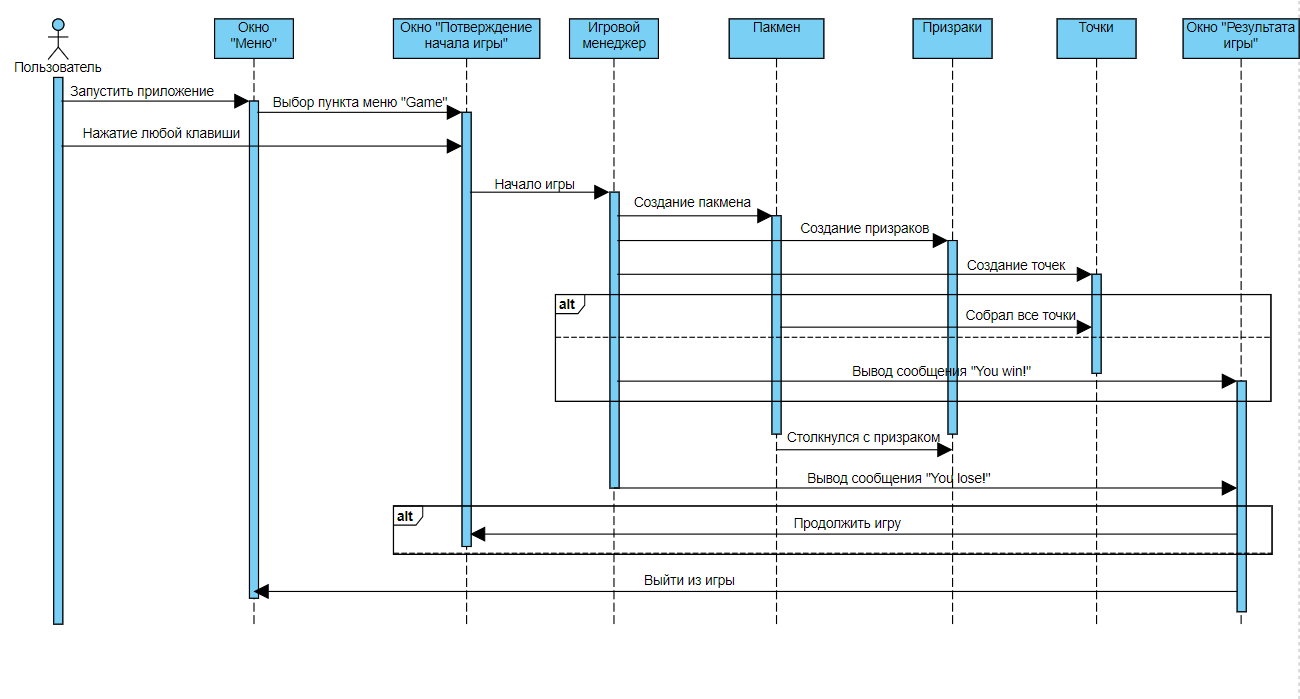 Окно
"Меню"
Окно "Потверждение
начала игры"
Игровой
менеджер
Пакмен
Призраки
Точки
Окно "Результата
игры"
Пользователь
Запустить приложение
Выбор пункта меню "Game"
Нажатие любой клавиши
Начало игры
Создание пакмена
Создание призраков
Создание точек
alt
Собрал все точки
Вывод сообщения "You win!"
Столкнулся с призраком
Вывод сообщения "You lose!"
alt
Продолжить игру
Выйти из игры